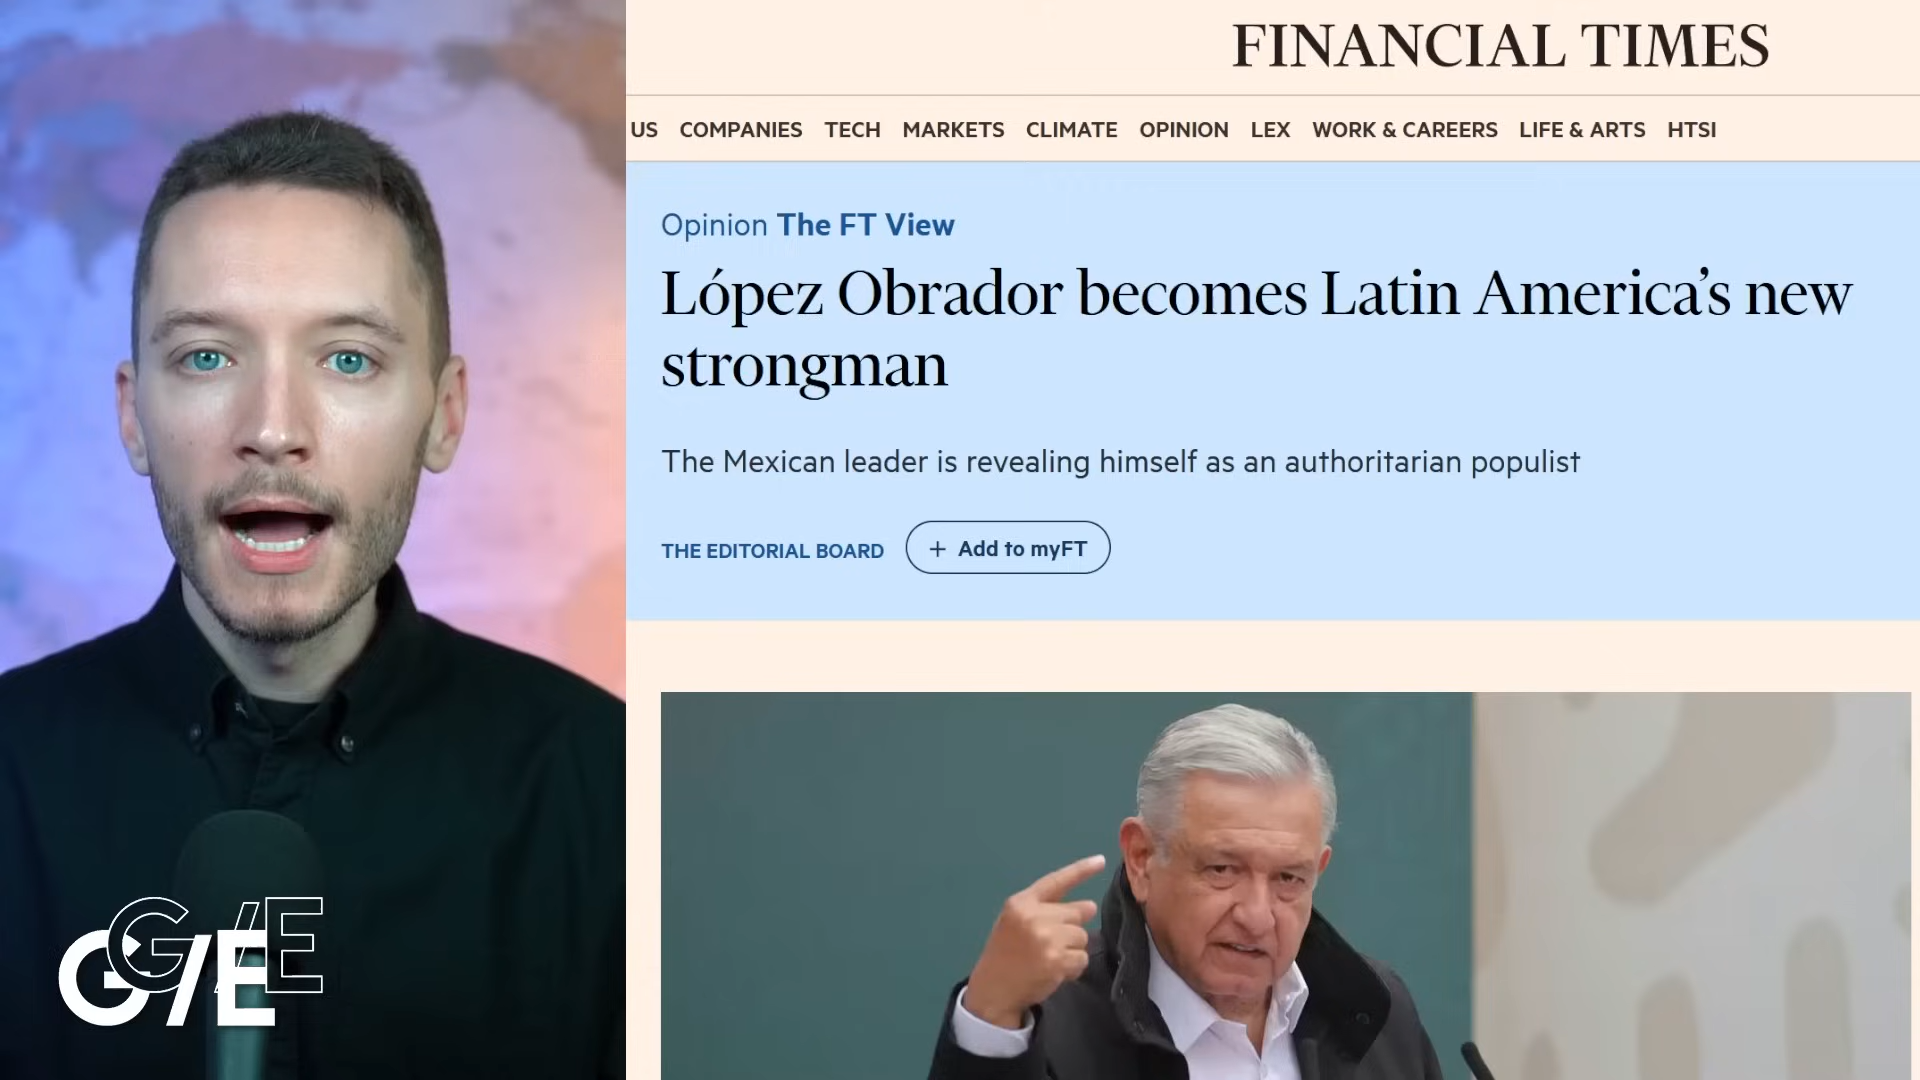 FINANCIAL TIMES
US COMPANIES TECH MARKETS CLIMATE OPINION LEX WORK & CAREERS LIFE & ARTS HTSI
Opinion The FT View
López Obrador becomes Latin America’s new
strongman
The Mexican leader is revealing himself as an authoritarian populist
THE EDITORIAL BOARD + Add to myFT
G/E
G/E